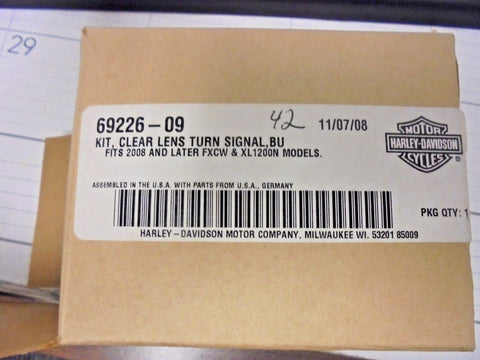 29
69226-09
42
11/07/08
KIT, CLEAR LENS TURN SIGNAL,BU
FITS 2008 AND LATER FXCW & XL1200N MODELS.
MOTOR
HARLEY-DAVIDSON
CYCLES
ASSEMBLED IN THE U.S.A. WITH PARTS FROM U.S.A., GERMANY
PKG QTY: 1
HARLEY-DAVIDSON MOTOR COMPANY, MILWAUKEE WI. 53201 85009